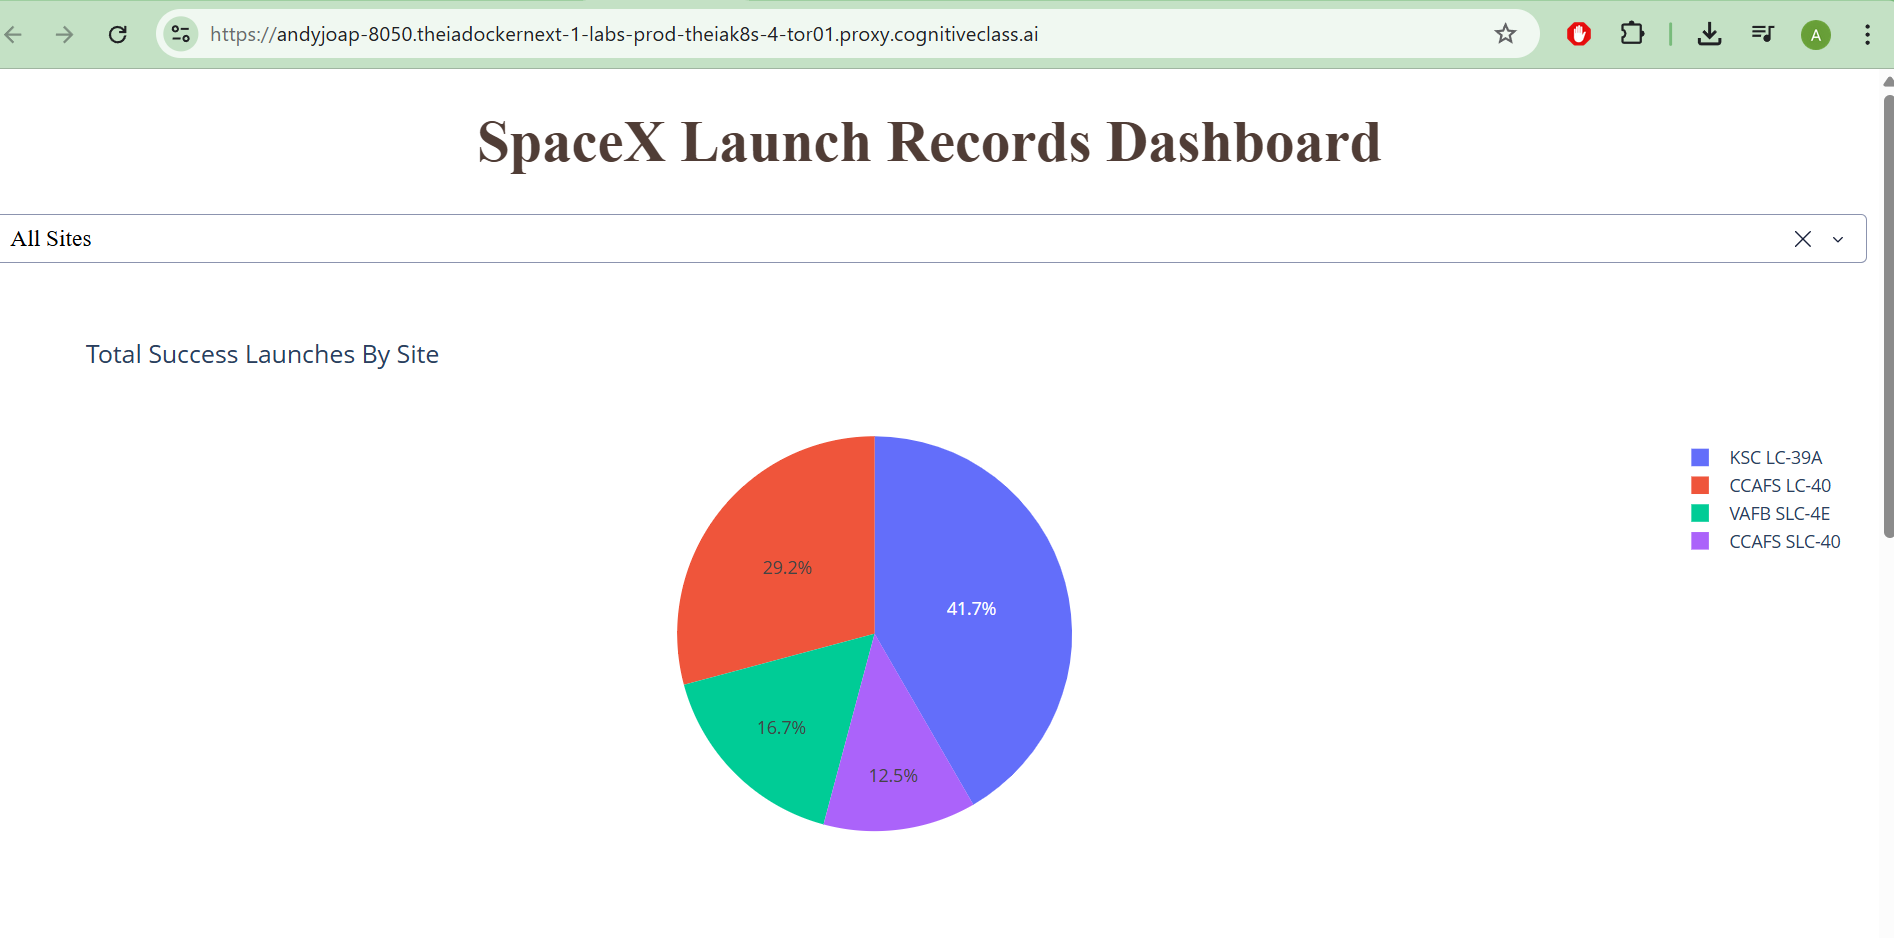 https://andyjoap-8050.theiadockernext-1-labs-prod-theiak8s-4-tor01.proxy.cognitiveclass.ai
A
SpaceX Launch Records Dashboard
All Sites
Total Success Launches By Site
KSC LC-39A
CCAFS LC-40
VAFB SLC-4E
CCAFS SLC-40
29.2%
41.7%
16.7%
12.5%